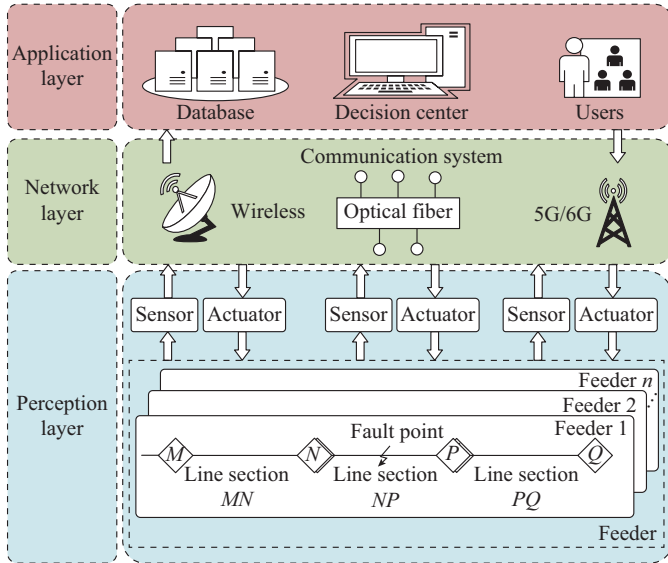 Application
layer
Database
Decision center
Users
Network
layer
Communication system
Wireless
Optical fiber
5G/6G
Perception
layer
Sensor
Actuator
Sensor
Actuator
Sensor
Actuator
Feeder n
Feeder 2
Feeder 1
Fault point
M
N
P
Q
Line section
MN
Line section
NP
Line section
PQ
Feeder